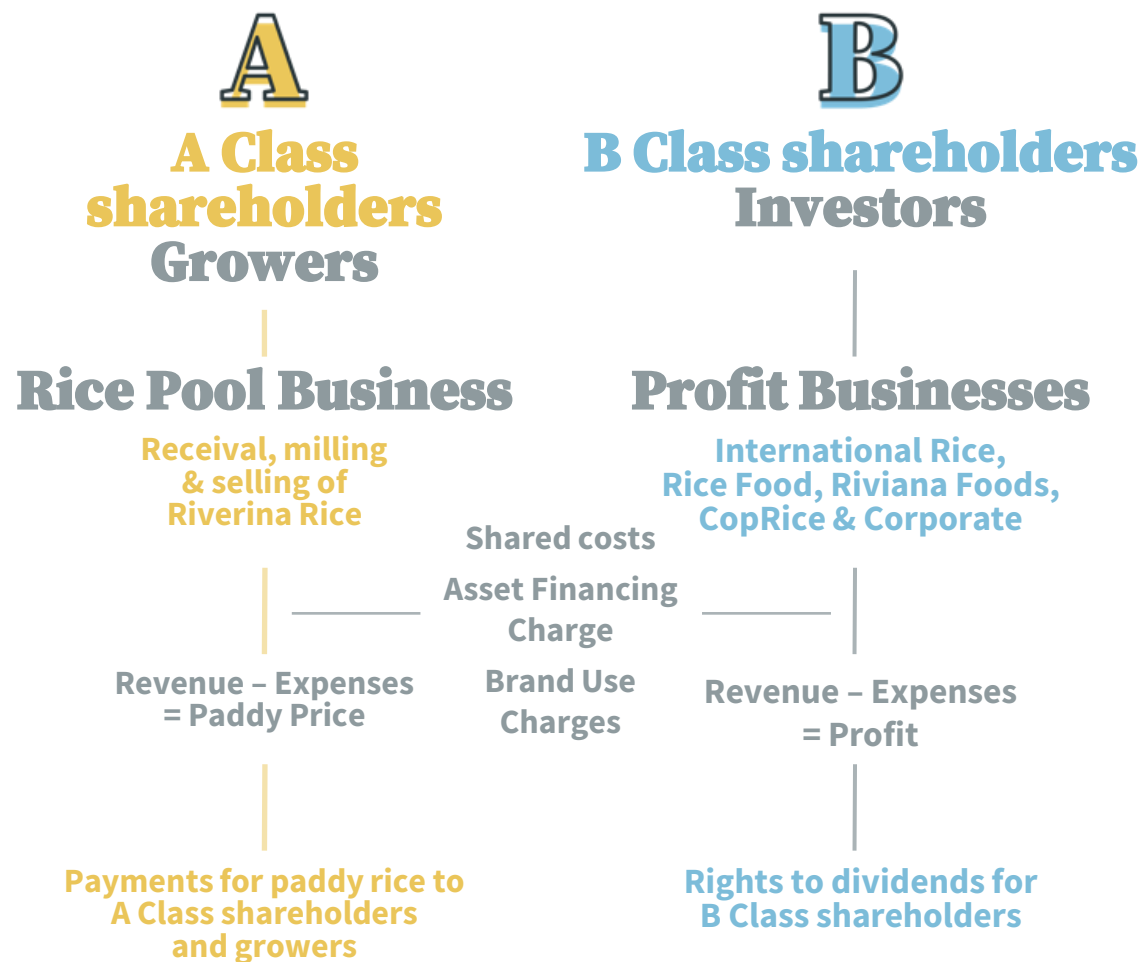 A
A Class
shareholders
Growers
Rice Pool Business
Receival, milling
& selling of
Riverina Rice
Revenue – Expenses
= Paddy Price
Payments for paddy rice to
A Class shareholders
and growers
Shared costs
Asset Financing
Charge
Brand Use
Charges
B
B Class shareholders
Investors
Profit Businesses
International Rice,
Rice Food, Riviana Foods,
CopRice & Corporate
Revenue – Expenses
= Profit
Rights to dividends for
B Class shareholders